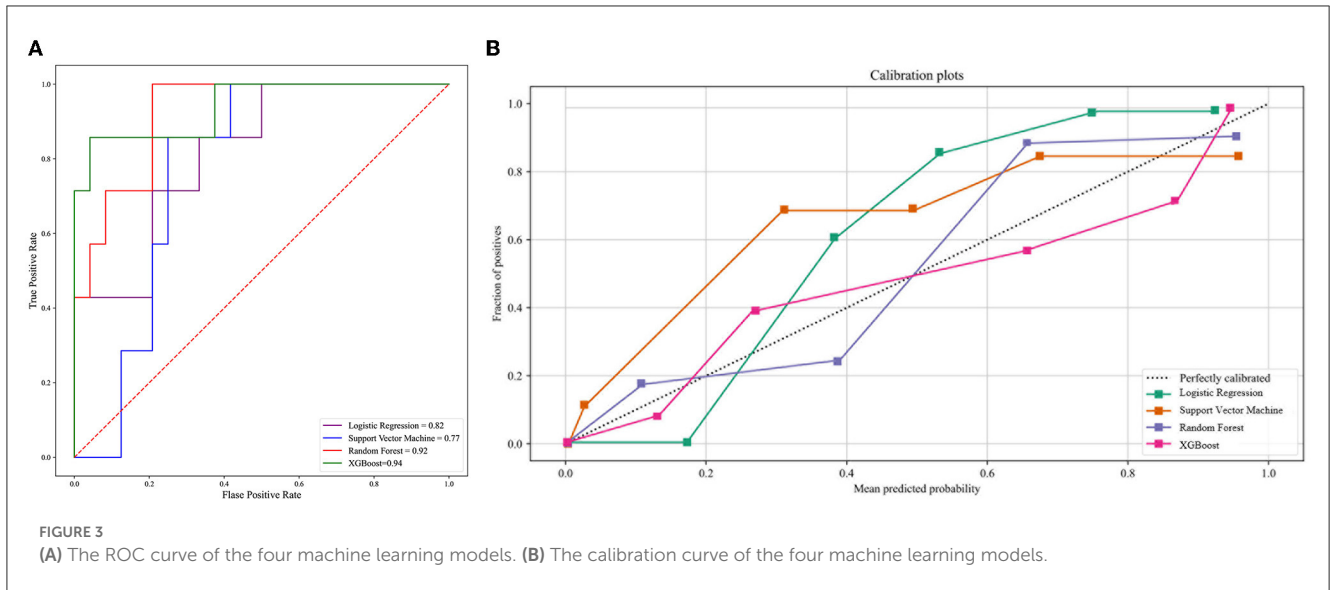 A
1.0
0.8
0.6
0.4
0.2
0.0
True Positive Rate
0.0 0.2 0.4 0.6 0.8 1.0
Flase Positive Rate
Logistic Regression = 0.82
Support Vector Machine = 0.77
Random Forest = 0.92
XGBoost=0.94
B
Calibration plots
1.0
0.8
0.6
0.4
0.2
0.0
Fraction of positives
0.0 0.2 0.4 0.6 0.8 1.0
Mean predicted probability
Perfectly calibrated
Logistic Regression
Support Vector Machine
Random Forest
XGBoost
FIGURE 3
(A) The ROC curve of the four machine learning models. (B) The calibration curve of the four machine learning models.